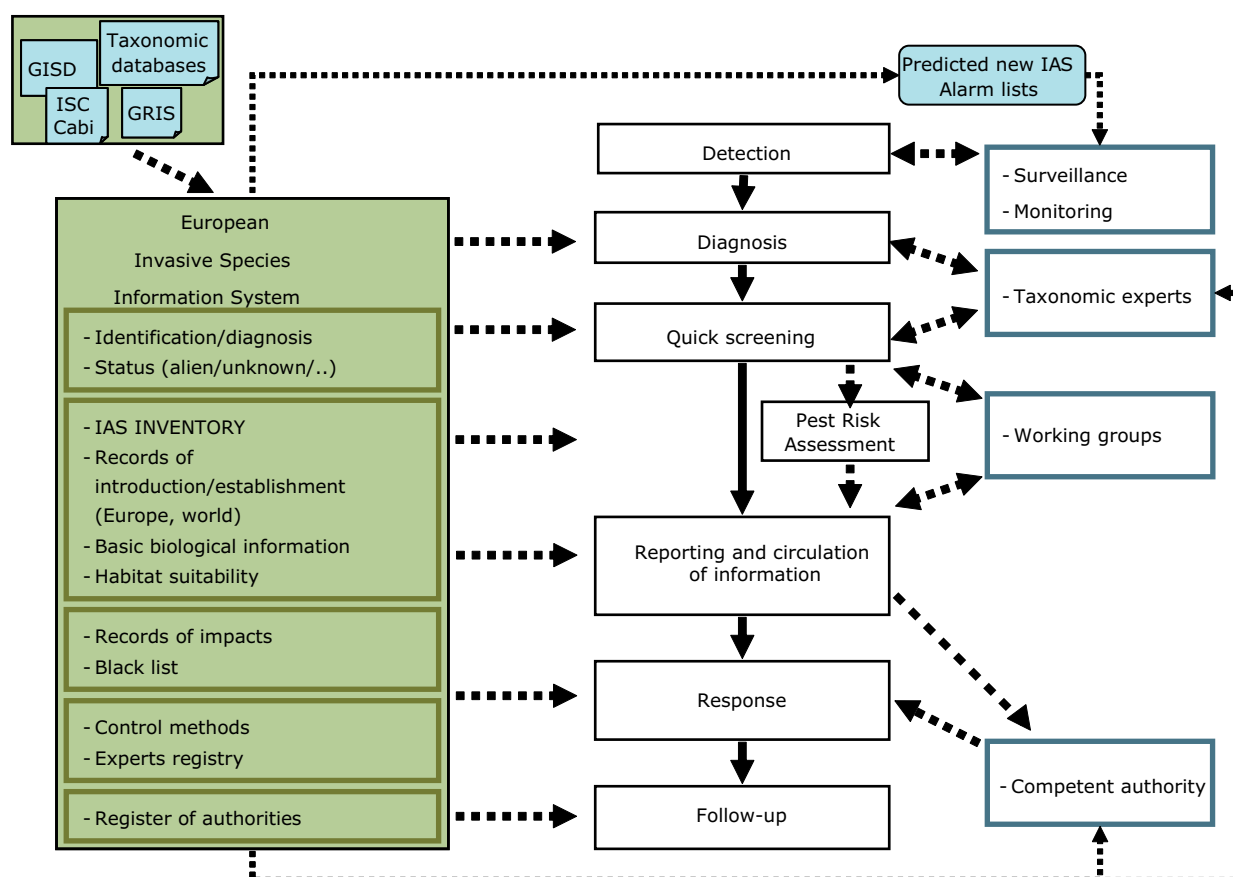 Taxonomic
databases
GISD
ISC
Cabi
GRIS
Predicted new IAS
Alarm lists
Detection
- Surveillance
- Monitoring
European
Invasive Species
Information System
Diagnosis
- Taxonomic experts
- Identification/diagnosis
- Status (alien/unknown/..)
Quick screening
- IAS INVENTORY
- Records of
introduction/establishment
(Europe, world)
- Basic biological information
- Habitat suitability
Pest Risk
Assessment
- Working groups
Reporting and circulation
of information
- Records of impacts
- Black list
Response
- Control methods
- Experts registry
- Competent authority
- Register of authorities
Follow-up